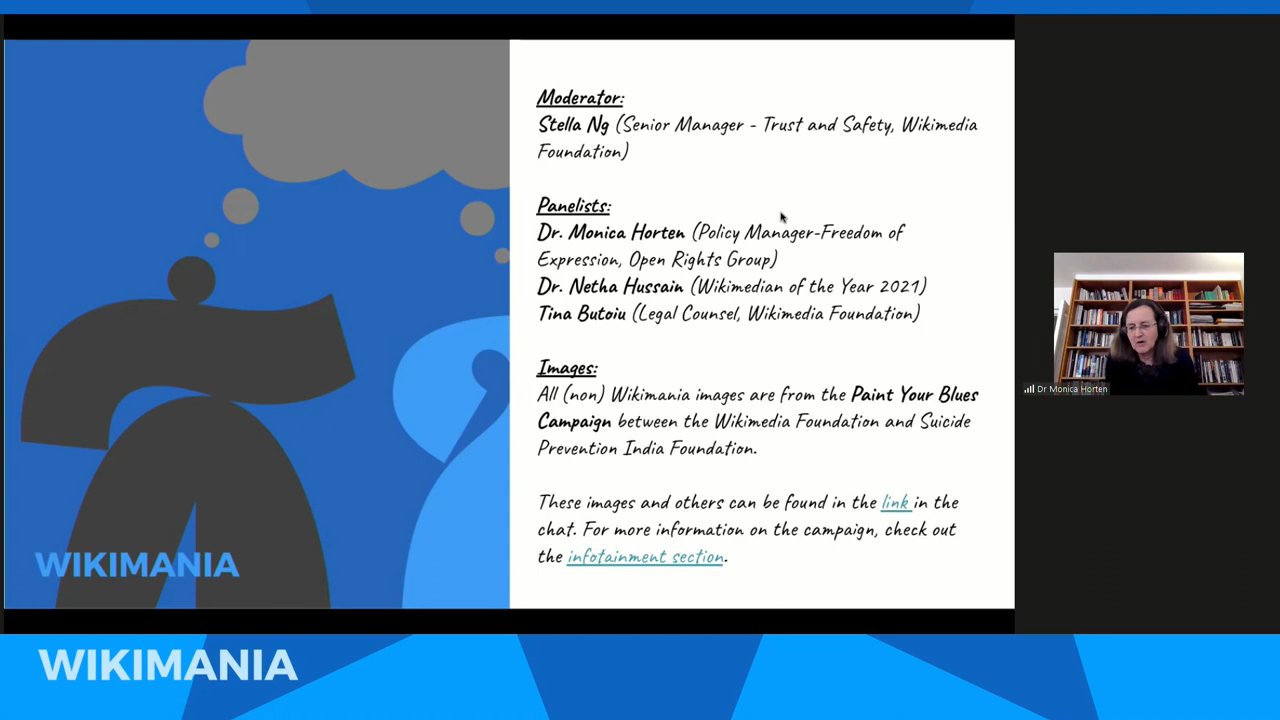 Moderator:
Stella Ng (Senior Manager - Trust and Safety, Wikimedia
Foundation)
Panelists:
Dr. Monica Horten (Policy Manager-Freedom of
Expression, Open Rights Group)
Dr. Netha Hussain (Wikimedian of the Year 2021)
Tina Butoiu (Legal Counsel, Wikimedia Foundation)
Images:
All (non) Wikimania images are from the Paint Your Blues
Campaign between the Wikimedia Foundation and Suicide
Prevention India Foundation.
These images and others can be found in the link in the
chat. For more information on the campaign, check out
the infotainment section.
WIKIMANIA
Dr Monica Horten
WIKIMANIA